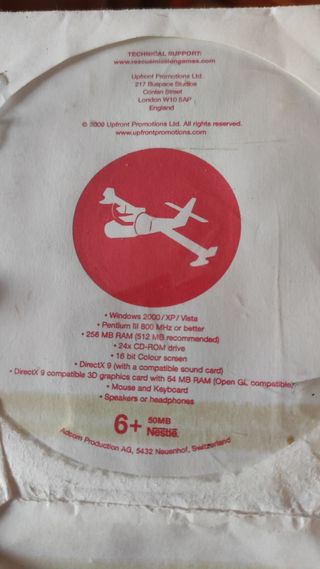 TECHNICAL SUPPORT:
www.rescuemissiongames.com
Upfront Promotions Ltd.
217 Buspace Studios
Conlan Street
London W10 5AP
England
© 2009 Upfront Promotions Ltd. All rights reserved.
www.upfrontpromotions.com
• Windows 2000/XP/Vista
• Pentium III 800 MHz or better
• 256 MB RAM (512 MB recommended)
• 24x CD-ROM drive
• 16 bit Colour screen
• DirectX 9 (with a compatible sound card)
• DirectX 9 compatible 3D graphics card with 64 MB RAM (Open GL compatible)
• Mouse and Keyboard
• Speakers or headphones
6+ 50MB
Nestlé.
Adcom Production AG, 5432 Neuenhof, Switzerland